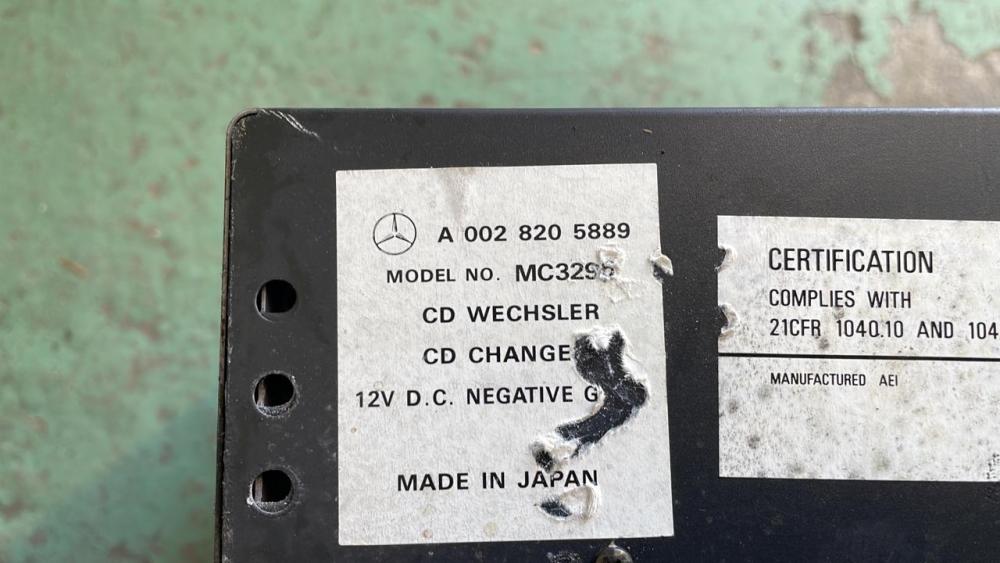 A 002 820 5889
MODEL NO.
CD WECHSLER
CD CHANGE
12V D.C. NEGATIVE G
MADE IN JAPAN
CERTIFICATION
COMPLIES WITH
21CFR 1040.10 AND 104
MANUFACTURED AEI